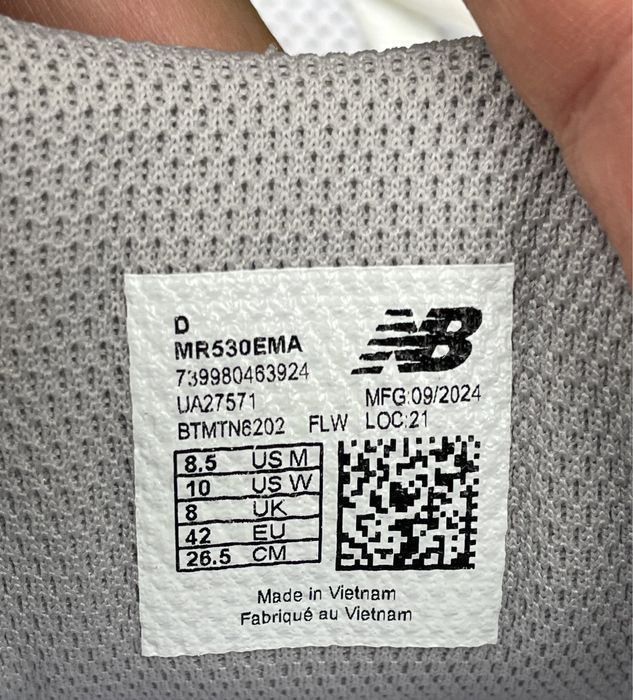 D
MR530EMA
739980463924
UA27571
MFG:09/2024
BTMTN6202 FLW LOC:21
NB
8.5 US M
10 US W
8 UK
42 EU
26.5 CM
Made in Vietnam
Fabriqué au Vietnam